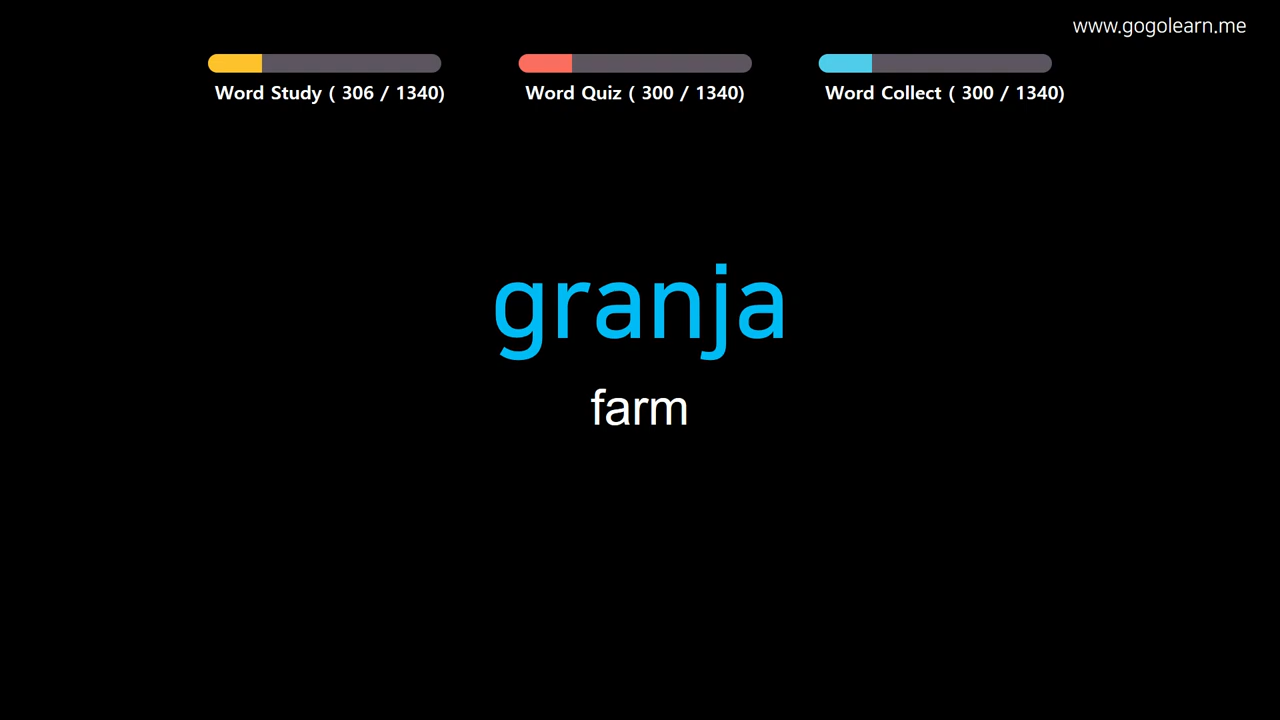 www.gogolearn.me
Word Study ( 306 / 1340)
Word Quiz ( 300 / 1340)
Word Collect ( 300 / 1340)
granja
farm